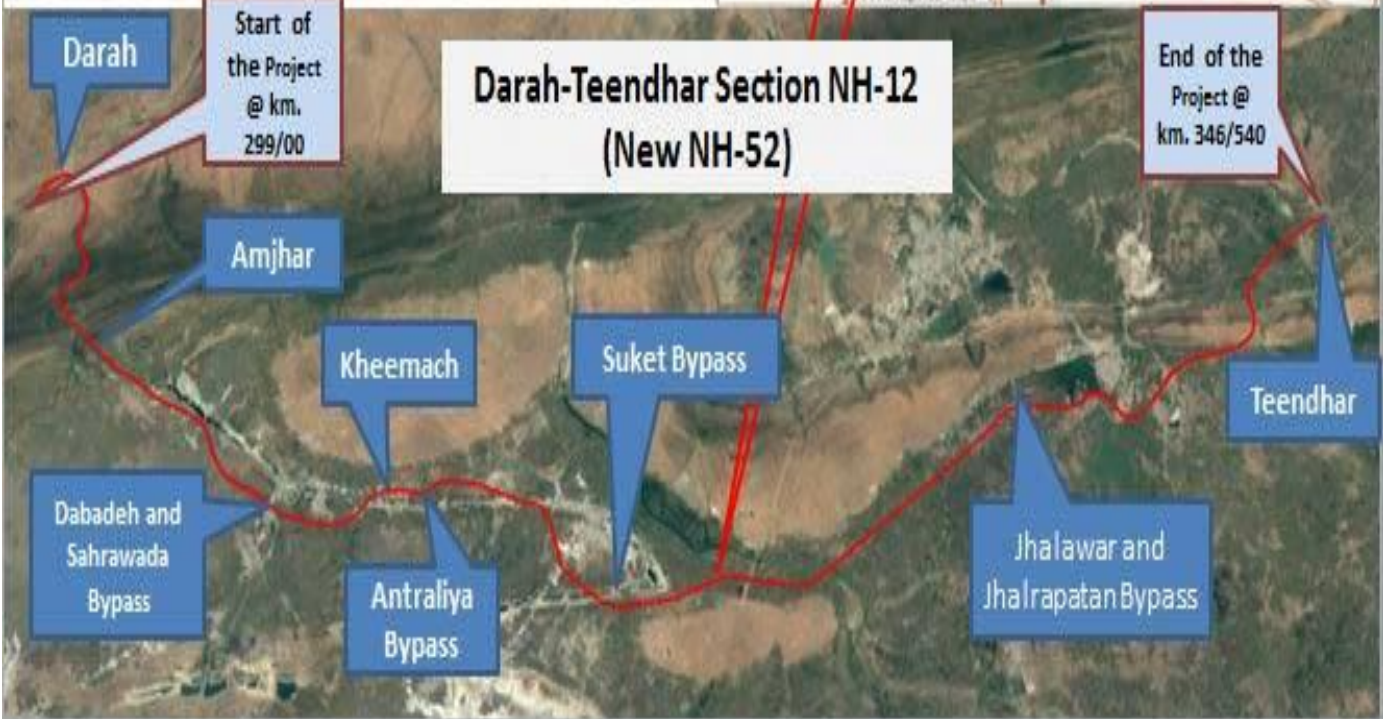 Darah
Start of
the Project
@ km.
299/00
Darah-Teendhar Section NH-12
(New NH-52)
End of the
Project @
km. 346/540
Amjhar
Kheemach
Suket Bypass
Teendhar
Dabadeh and
Sahrawada
Bypass
Antraliya
Bypass
Jhalawar and
Jhalrapatan Bypass